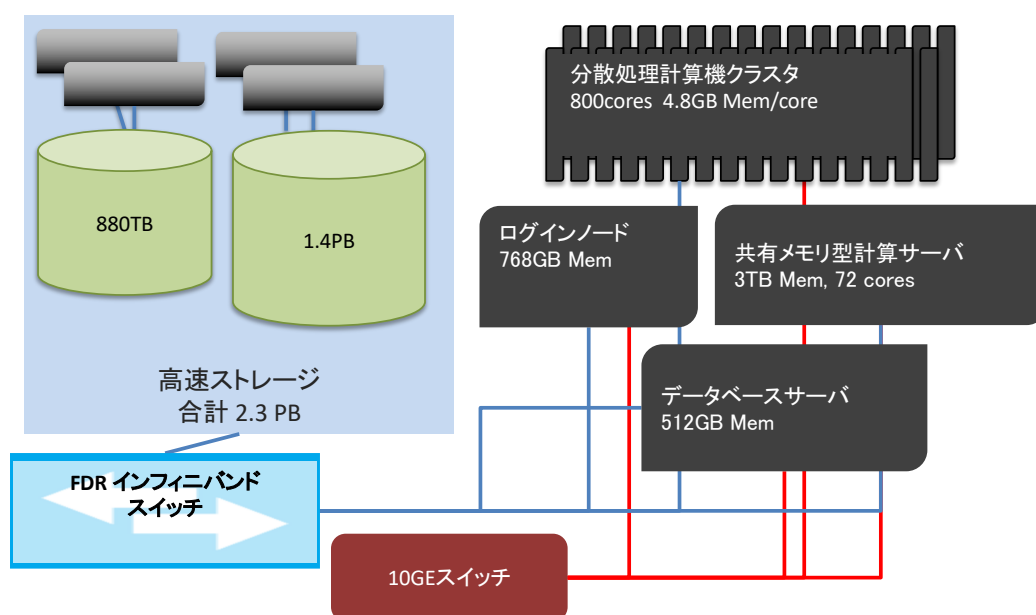 分散処理計算機クラスタ
800cores 4.8GB Mem/core
880TB
1.4PB
ログインノード
768GB Mem
共有メモリ型計算サーバ
3TB Mem, 72 cores
高速ストレージ
合計 2.3 PB
データベースサーバ
512GB Mem
FDR インフィニバンド
スイッチ
10GEスイッチ